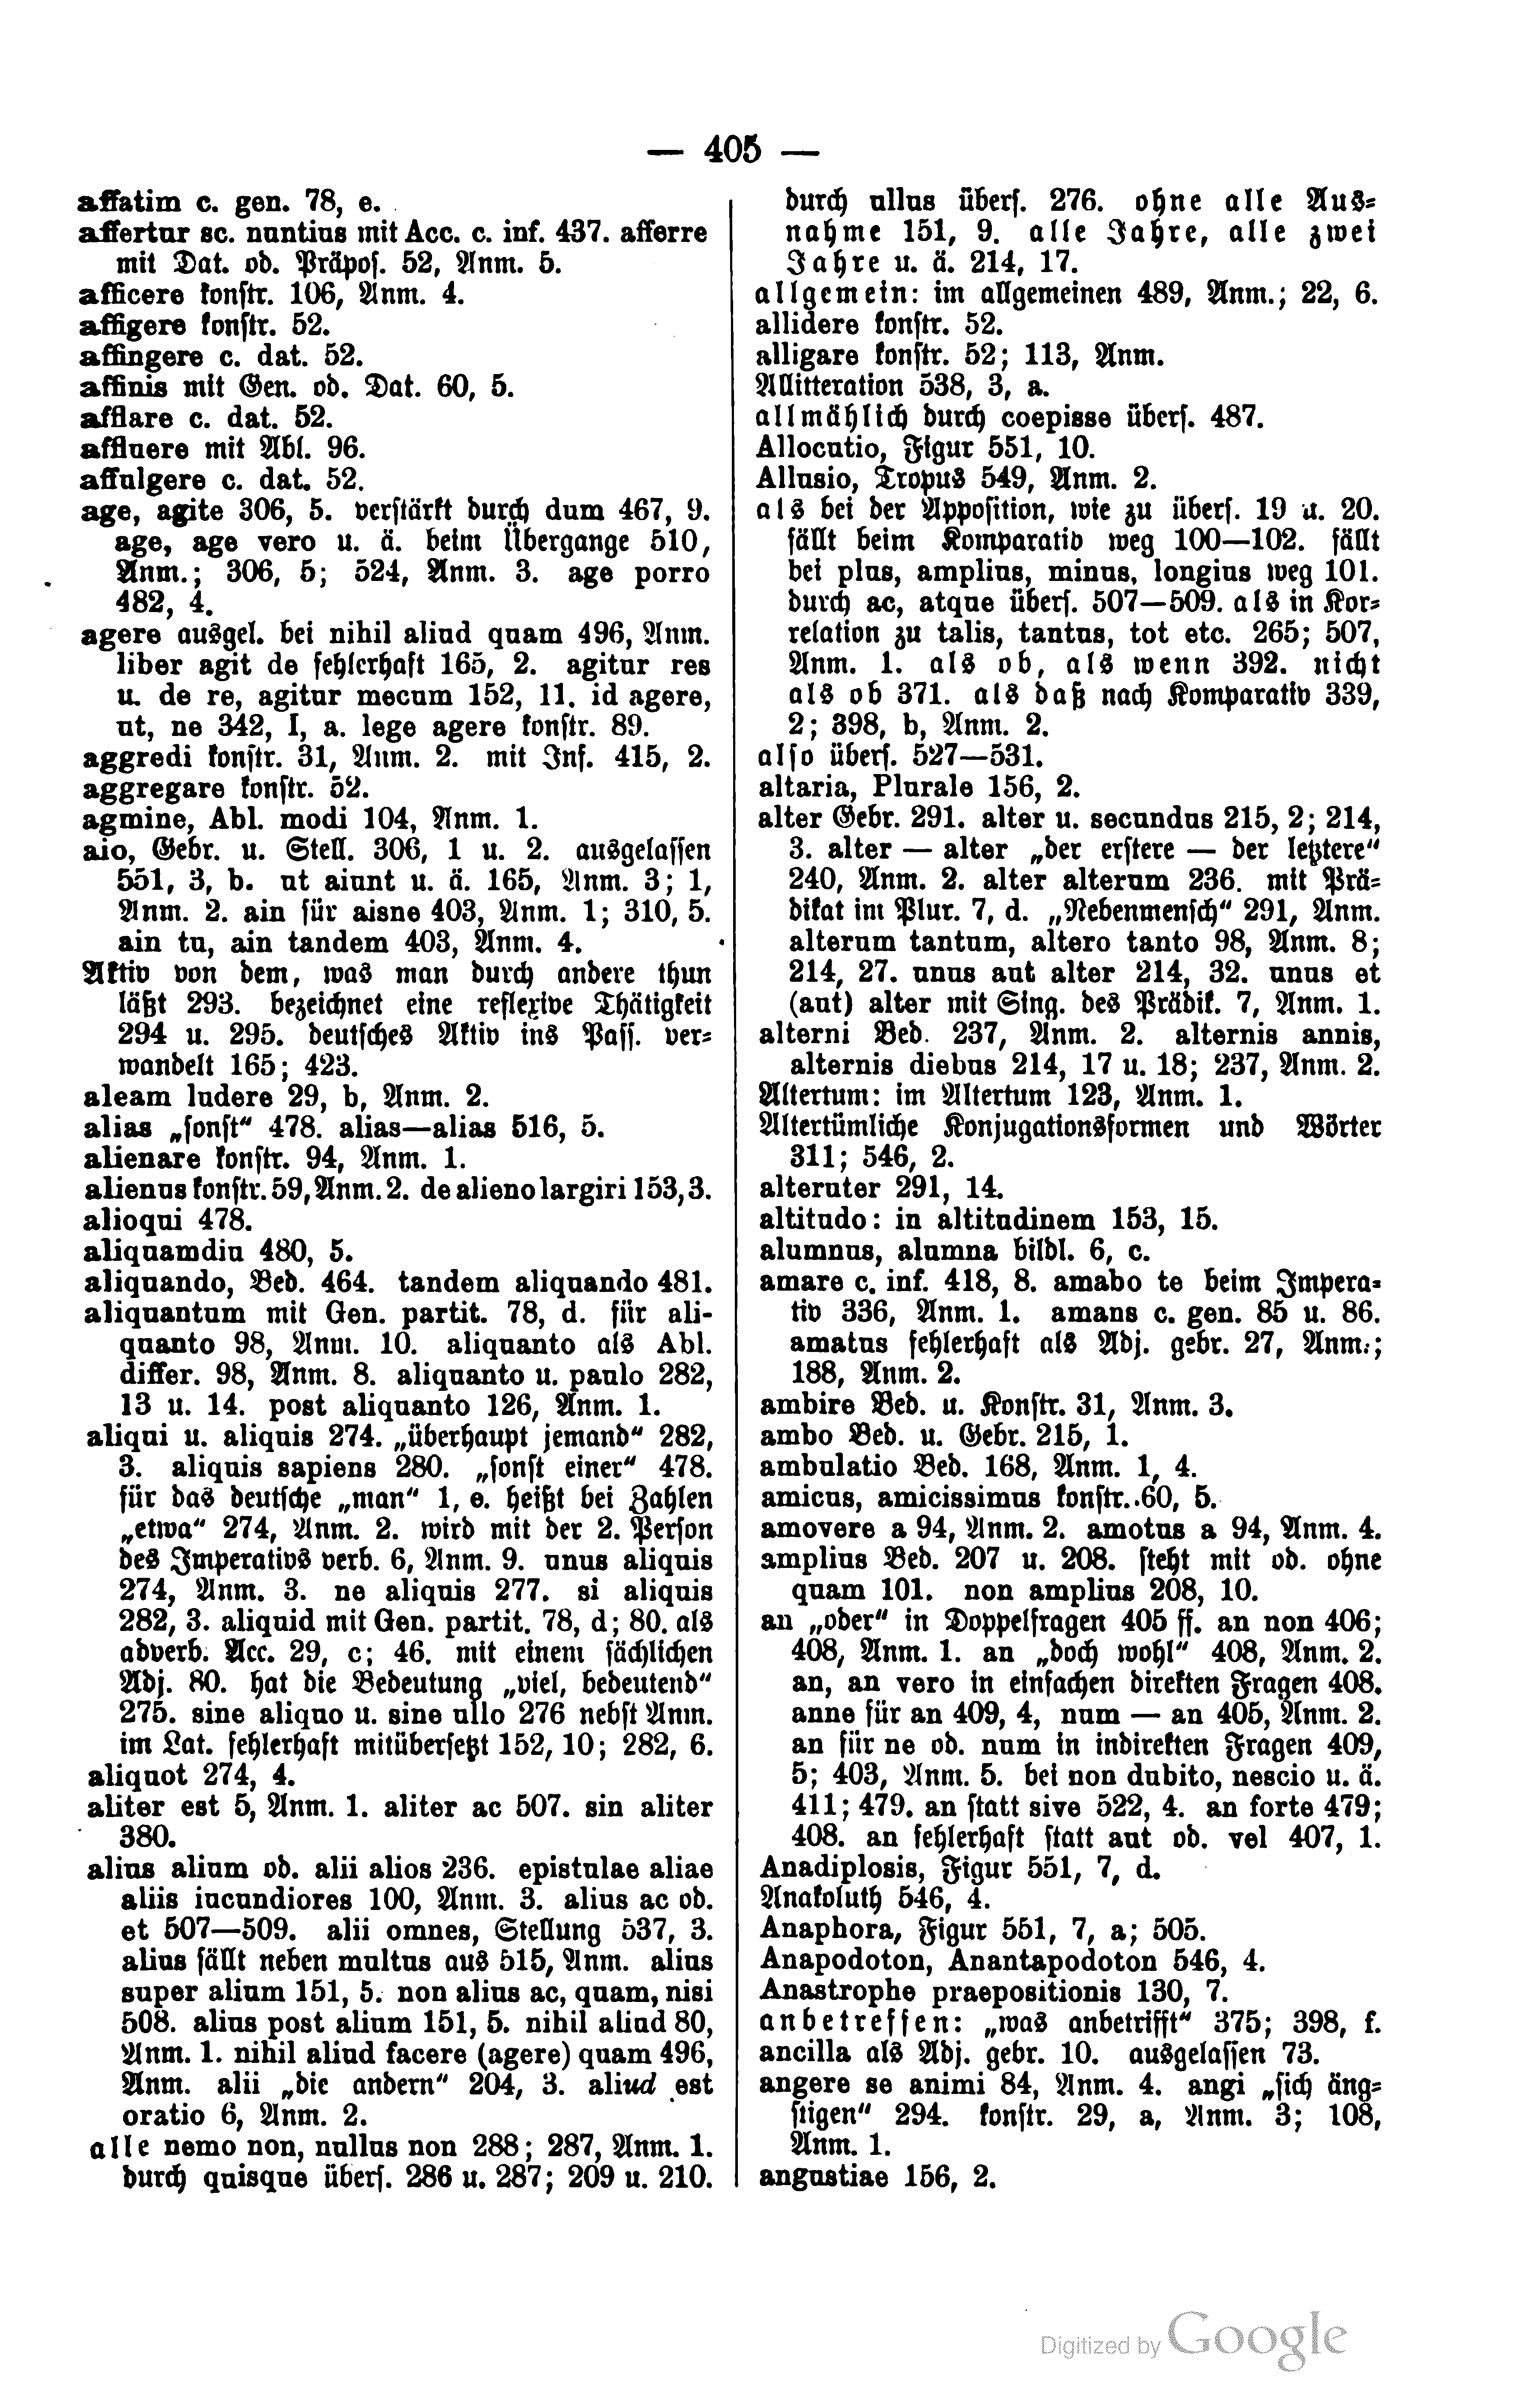 — 405 —
affatim c. gen. 78, e.
affertur sc. nuntius mit Acc. c. inf. 437. afferre
mit Dat. od. Präpos. 52, Anm. 5.
afficere konstr. 106, Anm. 4.
affigere konstr. 52.
affingere c. dat. 52.
affinis mit Gen. od. Dat. 60, 5.
afflare c. dat. 52.
affluere mit Abl. 96.
affulgere c. dat. 52.
age, agite 306, 5. verstärkt durch dum 467, 9.
age, age vero u. ä. beim Übergange 510,
Anm.; 306, 5; 524, Anm. 3. age porro
482, 4.
agere ausgel. bei nihil aliud quam 496, Anm.
liber agit de fehlerhaft 165, 2. agitur res
u. de re, agitur mecum 152, 11. id agere,
ut, ne 342, I, a. lege agere konstr. 89.
aggredi konstr. 31, Anm. 2. mit Inf. 415, 2.
aggregare konstr. 52.
agmine, Abl. modi 104, Anm. 1.
aio, Gebr. u. Stell. 306, 1 u. 2. ausgelassen
551, 3, b. ut aiunt u. ä. 165, Anm. 3; 1,
Anm. 2. ain für aisne 403, Anm. 1; 310, 5.
ain tu, ain tandem 403, Anm. 4.
Aktiv von dem, was man durch andere thun
läßt 293. bezeichnet eine reflexive Thätigkeit
294 u. 295. deutsches Aktiv ins Pass. ver-
wandelt 165; 423.
aleam ludere 29, b, Anm. 2.
alias „sonst“ 478. alias—alias 516, 5.
alienare konstr. 94, Anm. 1.
alienus konstr. 59, Anm. 2. de alieno largiri 153, 3.
alioqui 478.
aliquamdiu 480, 5.
aliquando, Bed. 464. tandem aliquando 481.
aliquantum mit Gen. partit. 78, d. für ali-
quanto 98, Anm. 10. aliquanto als Abl.
differ. 98, Anm. 8. aliquanto u. paulo 282,
13 u. 14. post aliquanto 126, Anm. 1.
aliqui u. aliquis 274. „überhaupt jemand“ 282,
3. aliquis sapiens 280. „sonst einer“ 478.
für das deutsche „man“ 1, e. heißt bei Zahlen
„etwa“ 274, Anm. 2. wird mit der 2. Person
des Imperativs verb. 6, Anm. 9. unus aliquis
274, Anm. 3. ne aliquis 277. si aliquis
282, 3. aliquid mit Gen. partit. 78, d; 80. als
adverb. Acc. 29, c; 46. mit einem sächlichen
Adj. 80. hat die Bedeutung „viel, bedeutend“
275. sine aliquo u. sine ullo 276 nebst Anm.
im Lat. fehlerhaft mitübersetzt 152, 10; 282, 6.
aliquot 274, 4.
aliter est 5, Anm. 1. aliter ac 507. sin aliter
380.
alius alium od. alii alios 236. epistulae aliae
aliis iucundiores 100, Anm. 3. alius ac od.
et 507—509. alii omnes, Stellung 537, 3.
alius fällt neben multus aus 515, Anm. alius
super alium 151, 5. non alius ac, quam, nisi
508. alius post alium 151, 5. nihil aliud 80,
Anm. 1. nihil aliud facere (agere) quam 496,
Anm. alii „die andern“ 204, 3. aliud est
oratio 6, Anm. 2.
alle nemo non, nullus non 288; 287, Anm. 1.
durch quisque übers. 286 u. 287; 209 u. 210.
durch ullus übers. 276. ohne alle Aus-
nahme 151, 9. alle Jahre, alle zwei
Jahre u. ä. 214, 17.
allgemein: im allgemeinen 489, Anm.; 22, 6.
allidere konstr. 52.
alligare konstr. 52; 113, Anm.
Allitteration 538, 3, a.
allmählich durch coepisse übers. 487.
Allocutio, Figur 551, 10.
Allusio, Tropus 549, Anm. 2.
als bei der Apposition, wie zu übers. 19 u. 20.
fällt beim Komparativ weg 100—102. fällt
bei plus, amplius, minus, longius weg 101.
durch ac, atque übers. 507—509. als in Kor-
relation zu talis, tantus, tot etc. 265; 507,
Anm. 1. als ob, als wenn 392. nicht
als ob 371. als daß nach Komparativ 339,
2; 398, b, Anm. 2.
also übers. 527—531.
altaria, Plurale 156, 2.
alter Gebr. 291. alter u. secundus 215, 2; 214,
3. alter — alter „der erstere — der letztere“
240, Anm. 2. alter alterum 236. mit Prä-
dikat im Plur. 7, d. „Nebenmensch“ 291, Anm.
alterum tantum, altero tanto 98, Anm. 8;
214, 27. unus aut alter 214, 32. unus et
(aut) alter mit Sing. des Prädik. 7, Anm. 1.
alterni Bed. 237, Anm. 2. alternis annis,
alternis diebus 214, 17 u. 18; 237, Anm. 2.
Altertum: im Altertum 123, Anm. 1.
Altertümliche Konjugationsformen und Wörter
311; 546, 2.
alteruter 291, 14.
altitudo: in altitudinem 153, 15.
alumnus, alumna bildl. 6, c.
amare c. inf. 418, 8. amabo te beim Impera-
tiv 336, Anm. 1. amans c. gen. 85 u. 86.
amatus fehlerhaft als Adj. gebr. 27, Anm.;
188, Anm. 2.
ambire Bed. u. Konstr. 31, Anm. 3.
ambo Bed. u. Gebr. 215, 1.
ambulatio Bed. 168, Anm. 1, 4.
amicus, amicissimus konstr. 60, 5.
amovere a 94, Anm. 2. amotus a 94, Anm. 4.
amplius Bed. 207 u. 208. steht mit od. ohne
quam 101. non amplius 208, 10.
an „oder“ in Doppelfragen 405 ff. an non 406;
408, Anm. 1. an „doch wohl“ 408, Anm. 2.
an, an vero in einfachen direkten Fragen 408.
anne für an 409, 4, num — an 405, Anm. 2.
an für ne od. num in indirekten Fragen 409,
5; 403, Anm. 5. bei non dubito, nescio u. ä.
411; 479. an statt sive 522, 4. an forte 479;
408. an fehlerhaft statt aut od. vel 407, 1.
Anadiplosis, Figur 551, 7, d.
Anakoluth 546, 4.
Anaphora, Figur 551, 7, a; 505.
Anapodoton, Anantapodoton 546, 4.
Anastrophe praepositionis 130, 7.
anbetreffen: „was anbetrifft“ 375; 398, f.
ancilla als Adj. gebr. 10. ausgelassen 73.
angere se animi 84, Anm. 4. angi „sich äng-
stigen“ 294. konstr. 29, a, Anm. 3; 108,
Anm. 1.
angustiae 156, 2.
Digitized by Google